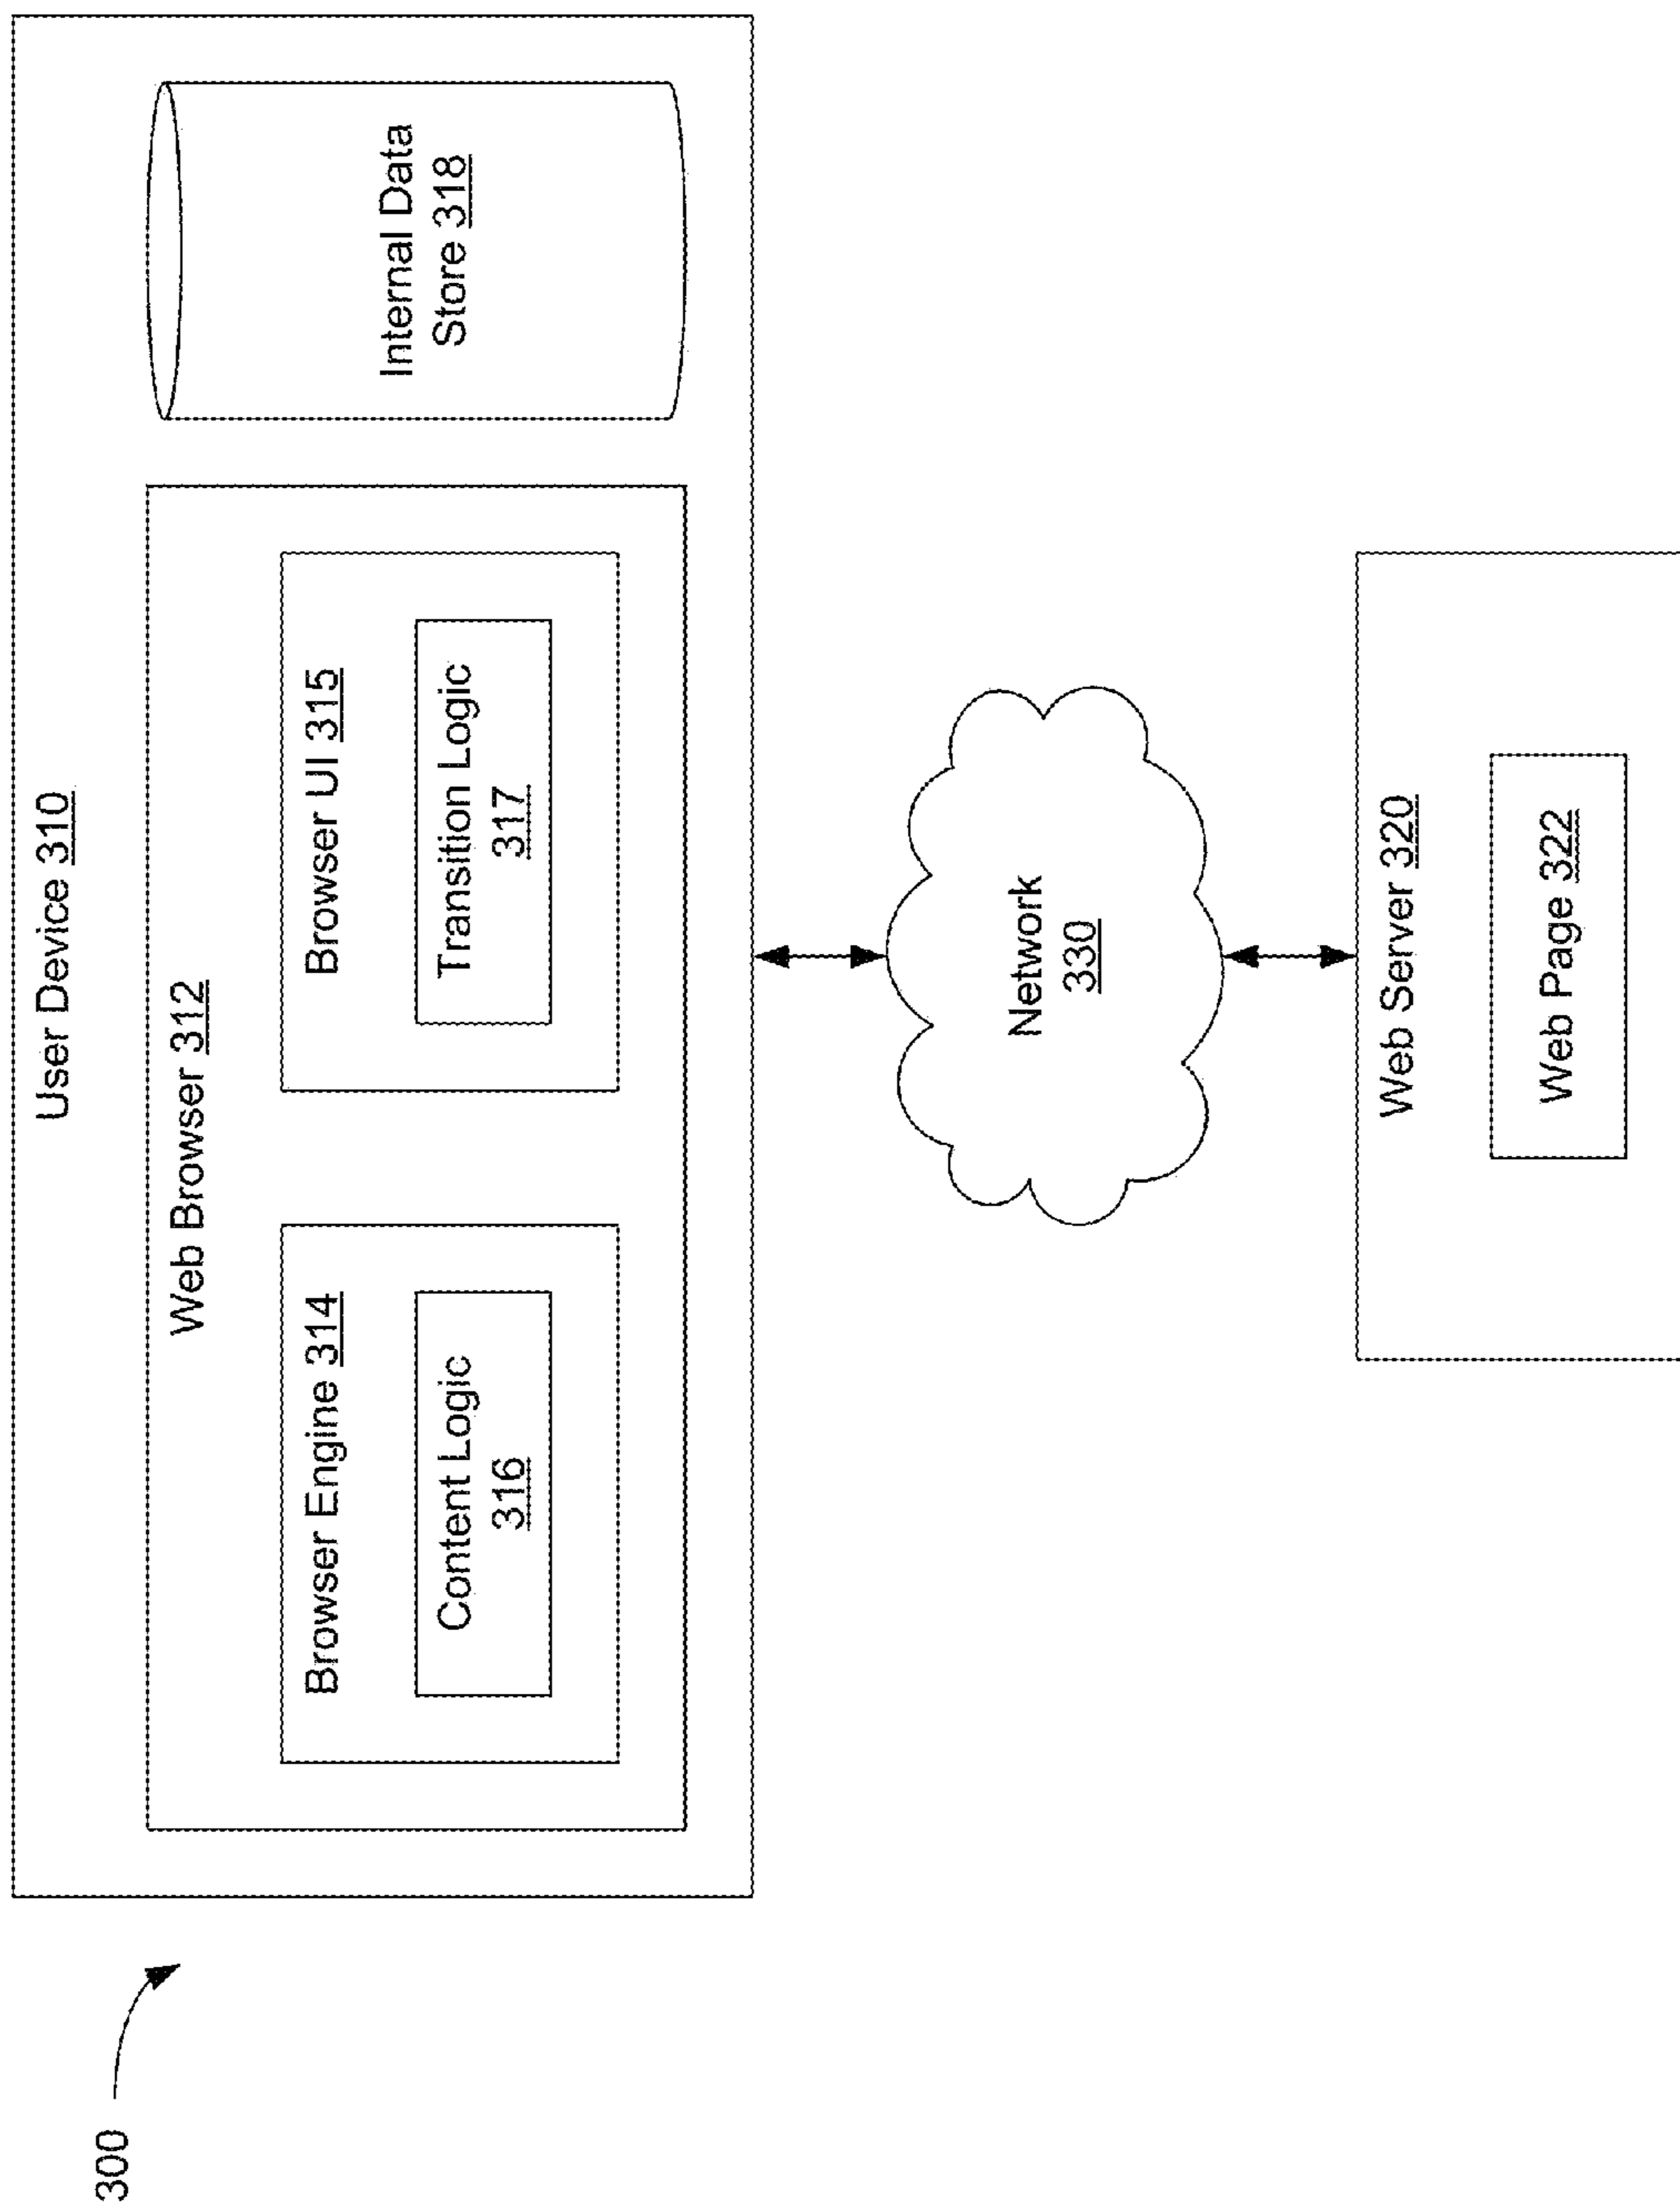 300
User Device 310
Web Browser 312
Browser Engine 314
Content Logic
316
Browser UI 315
Transition Logic
317
Internal Data
Store 318
Network
330
Web Server 320
Web Page 322